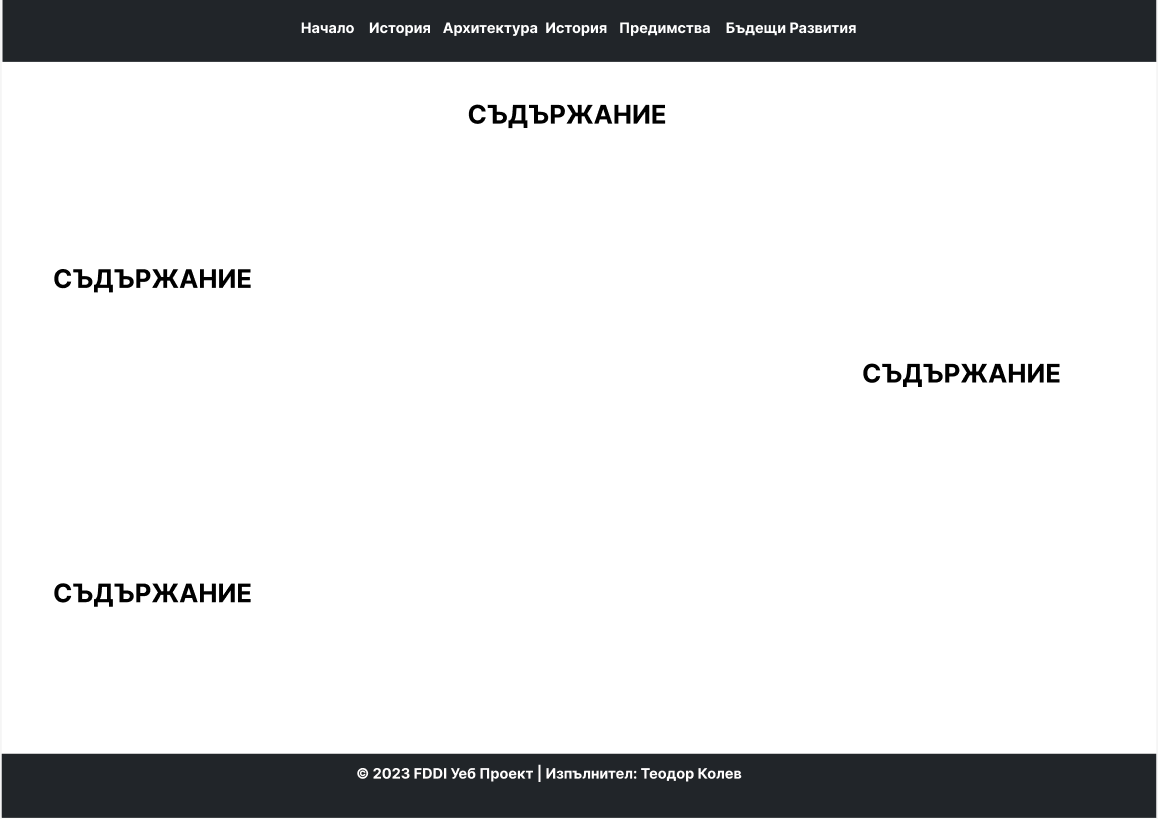 Начало История Архитектура История Предимства Бъдещи Развития
СЪДЪРЖАНИЕ
СЪДЪРЖАНИЕ
СЪДЪРЖАНИЕ
СЪДЪРЖАНИЕ
© 2023 FDDI Уеб Проект | Изпълнител: Теодор Колев